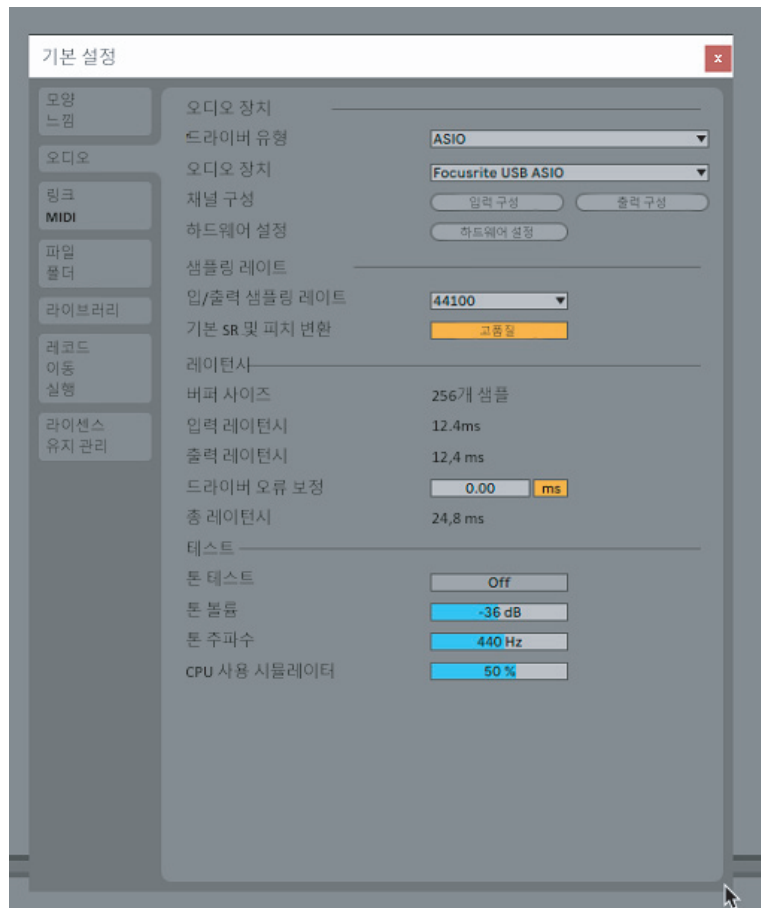 기본 설정
x
모양
느낌
오디오
링크
MIDI
파일
폴더
라이브러리
레코드
이동
실행
라이센스
유지 관리
오디오 장치
드라이버 유형 ASIO
오디오 장치 Focusrite USB ASIO
채널 구성 입력 구성 출력 구성
하드웨어 설정 하드웨어 설정
샘플링 레이트
입/출력 샘플링 레이트 44100
기본 SR 및 피치 변환 고품질
레이턴시
버퍼 사이즈 256개 샘플
입력 레이턴시 12.4ms
출력 레이턴시 12,4 ms
드라이버 오류 보정 0.00 ms
총 레이턴시 24,8 ms
테스트
톤 테스트 Off
톤 볼륨 -36 dB
톤 주파수 440 Hz
CPU 사용 시뮬레이터 50 %